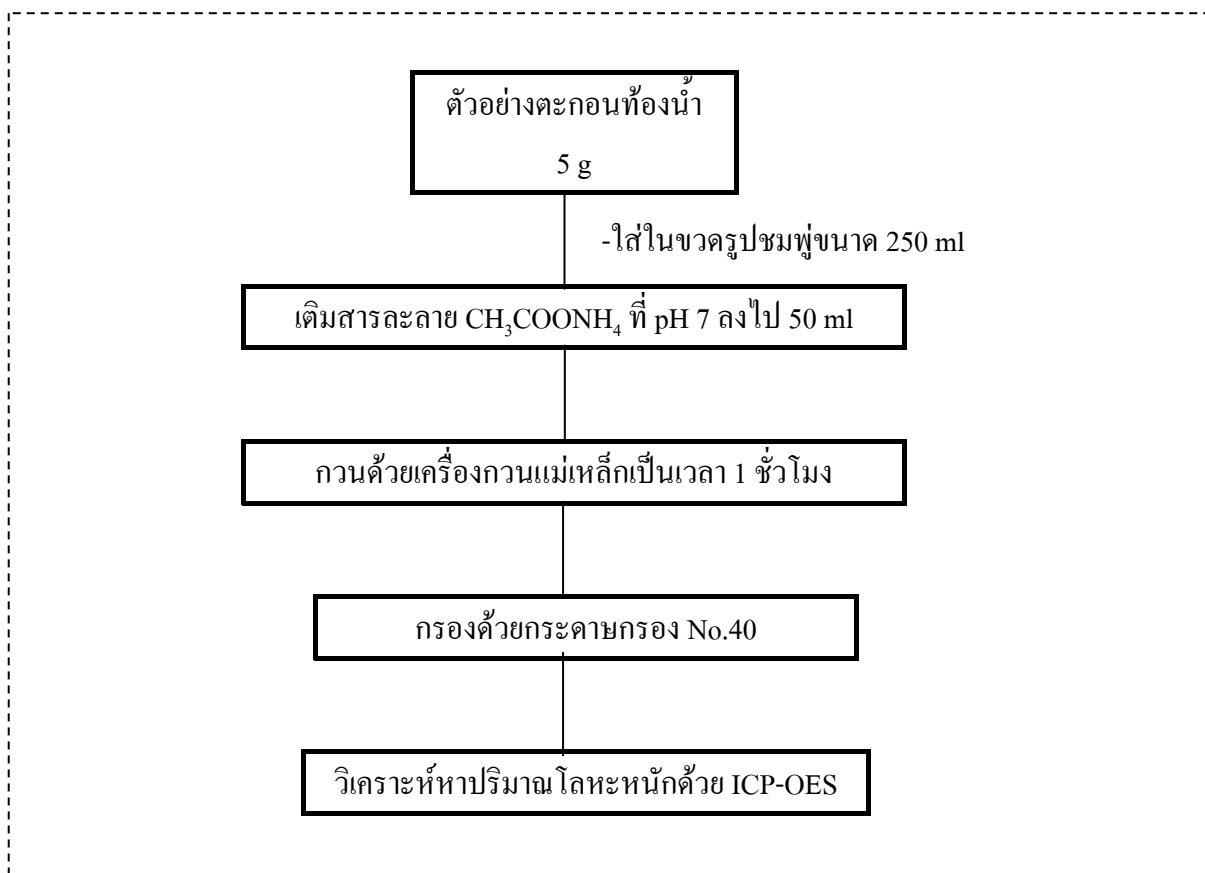 ตัวอย่างตะกอนท้องน้ำ
5 g
-ใส่ในขวดรูปชมพู่ขนาด 250 ml
เติมสารละลาย CH₃COONH₄ ที่ pH 7 ลงไป 50 ml
กวนด้วยเครื่องกวนแม่เหล็กเป็นเวลา 1 ชั่วโมง
กรองด้วยกระดาษกรอง No.40
วิเคราะห์หาปริมาณโลหะหนักด้วย ICP-OES